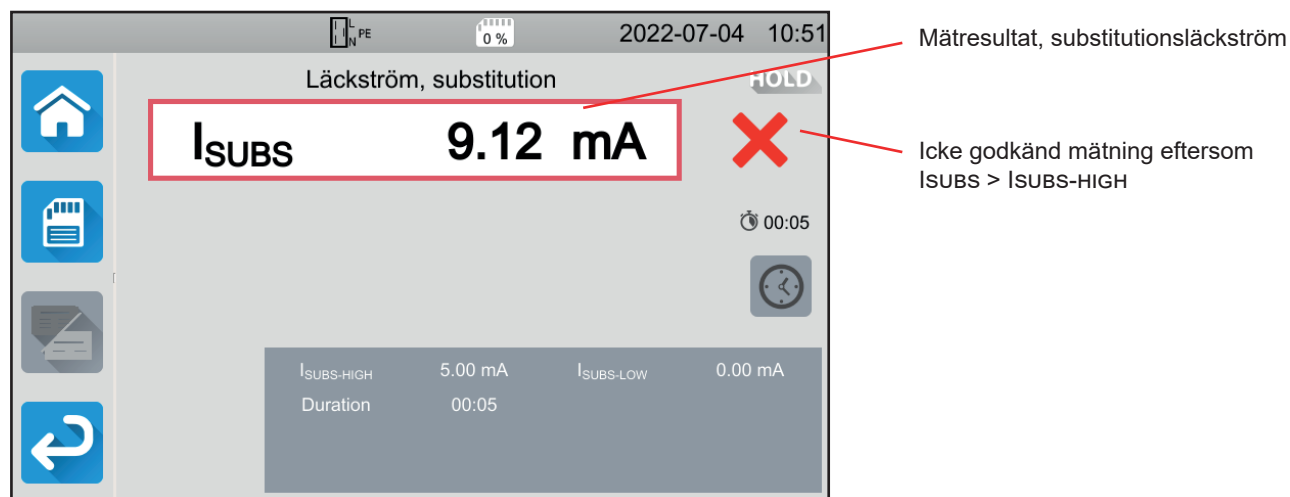 L
N PE
0 %
2022-07-04 10:51
Mätresultat, substitutionsläckström
Läckström, substitution
HOLD
ISUBS 9.12 mA
Icke godkänd mätning eftersom
ISUBS > ISUBS-HIGH
00:05
ISUBS-HIGH 5.00 mA ISUBS-LOW 0.00 mA
Duration 00:05